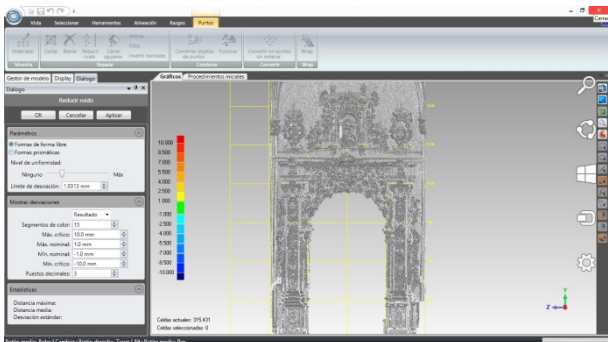 Cerrar
Vista Seleccionar Herramientas Alineación Rasgos Puntos
Ordenado Cortar Borrar Reducir ruido Llenar agujeros
Refinar
Filtro
Invertir normales
Combinar objetos de puntos
Fusionar
Convertir en puntos sin ordenar
Wrap
Muestra Reparar Combinar Convertir Wrap
Gestor de modelo Display Diálogo
Gráficos Procedimientos iniciales
Diálogo
Reducir ruido
OK Cancelar Aplicar
Parámetros
Formas de forma libre
Formas prismáticas
Nivel de uniformidad:
Ninguno Máx
Límite de desviación: 1.0013 mm
Mostrar desviaciones
Resultado
Segmentos de color: 15
Máx. crítico: 10.0 mm
Máx. nominal: 1.0 mm
Mín. nominal: -1.0 mm
Mín. crítico: -10.0 mm
Puestos decimales: 3
Estadísticas
Distancia máxima:
Distancia media:
Desviación estándar:
10.000
8.500
7.000
5.500
4.000
2.500
1.000
-1.000
-2.500
-4.000
-5.500
-7.000
-8.500
-10.000
Celdas actuales: 315.431
Celdas seleccionadas: 0
Y
Z